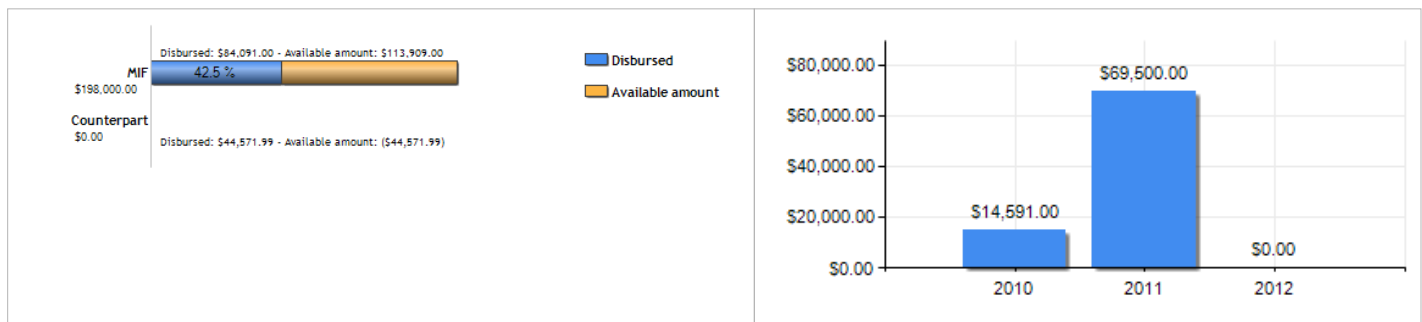 Disbursed: $84,091.00 - Available amount: $113,909.00
MIF
42.5 %
$198,000.00
Counterpart
$0.00
Disbursed: $44,571.99 - Available amount: ($44,571.99)
Disbursed
Available amount
$80,000.00
$60,000.00
$40,000.00
$20,000.00
$0.00
$14,591.00
$69,500.00
$0.00
2010
2011
2012